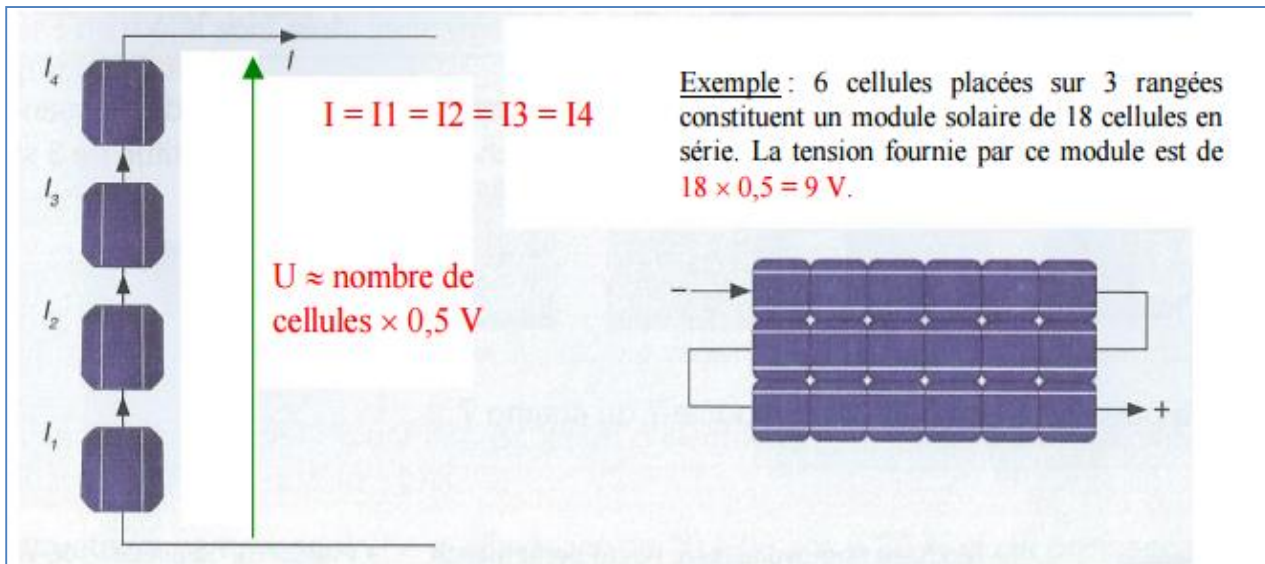 I4
I
I3
I2
I1
I = I1 = I2 = I3 = I4
U ≈ nombre de
cellules × 0,5 V
Exemple : 6 cellules placées sur 3 rangées
constituent un module solaire de 18 cellules en
série. La tension fournie par ce module est de
18 × 0,5 = 9 V.
−
+